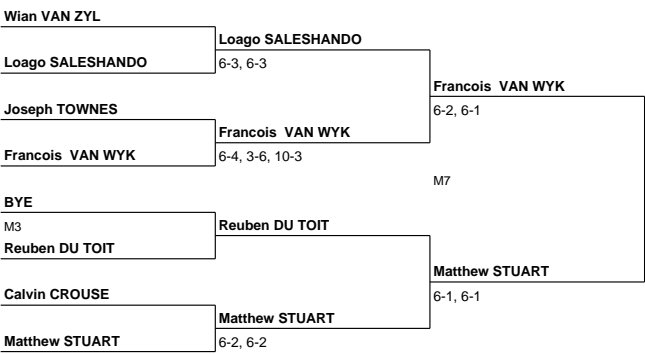 Wian VAN ZYL
Loago SALESHANDO
Loago SALESHANDO
6-3, 6-3
Francois VAN WYK
6-2, 6-1
Joseph TOWNES
Francois VAN WYK
Francois VAN WYK
6-4, 3-6, 10-3
M7
BYE
M3
Reuben DU TOIT
Reuben DU TOIT
Matthew STUART
6-1, 6-1
Calvin CROUSE
Matthew STUART
Matthew STUART
6-2, 6-2